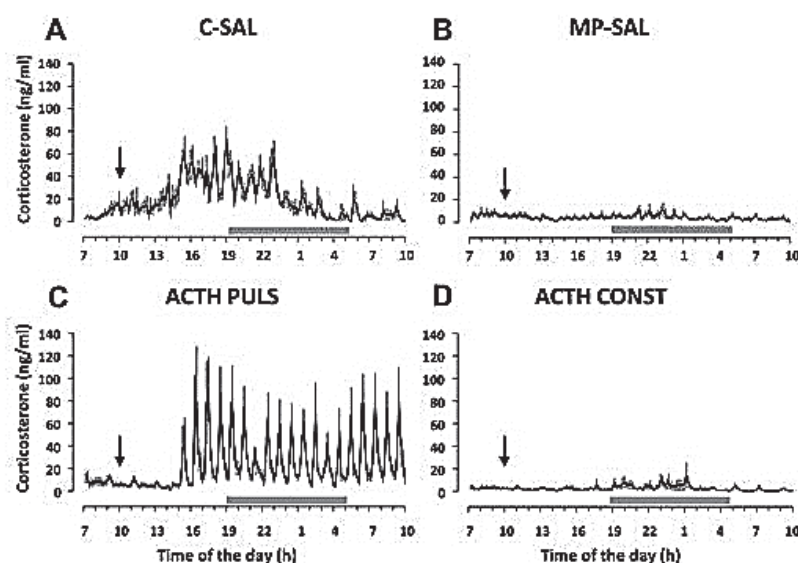 A C-SAL
B MP-SAL
Corticosterone (ng/ml)
140
120
100
80
60
40
20
0
7 10 13 16 19 22 1 4 7 10
140
120
100
80
60
40
20
0
7 10 13 16 19 22 1 4 7 10
C ACTH PULS
D ACTH CONST
Corticosterone (ng/ml)
140
120
100
80
60
40
20
0
7 10 13 16 19 22 1 4 7 10
Time of the day (h)
140
120
100
80
60
40
20
0
7 10 13 16 19 22 1 4 7 10
Time of the day (h)